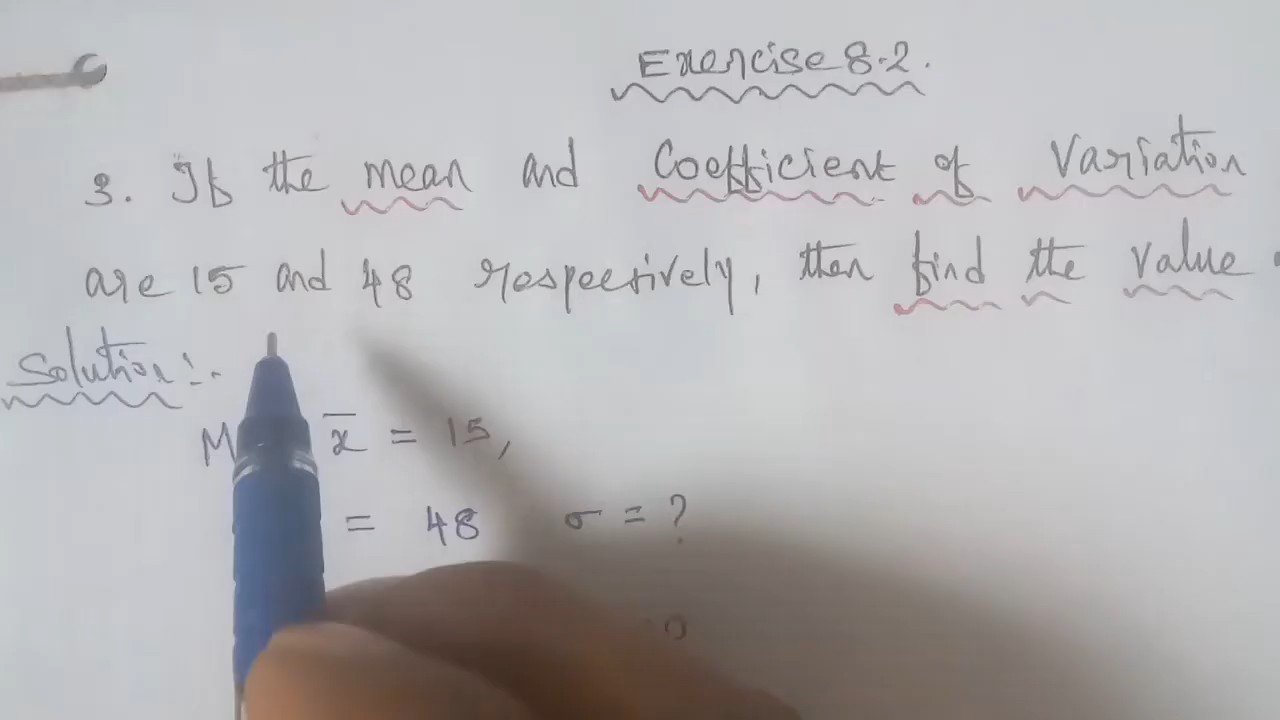 Exercise 8.2.
3. If the mean and Coefficient of Variation
are 15 and 48 respectively, then find the value
Solution:-
x̄ = 15,
= 48 σ = ?